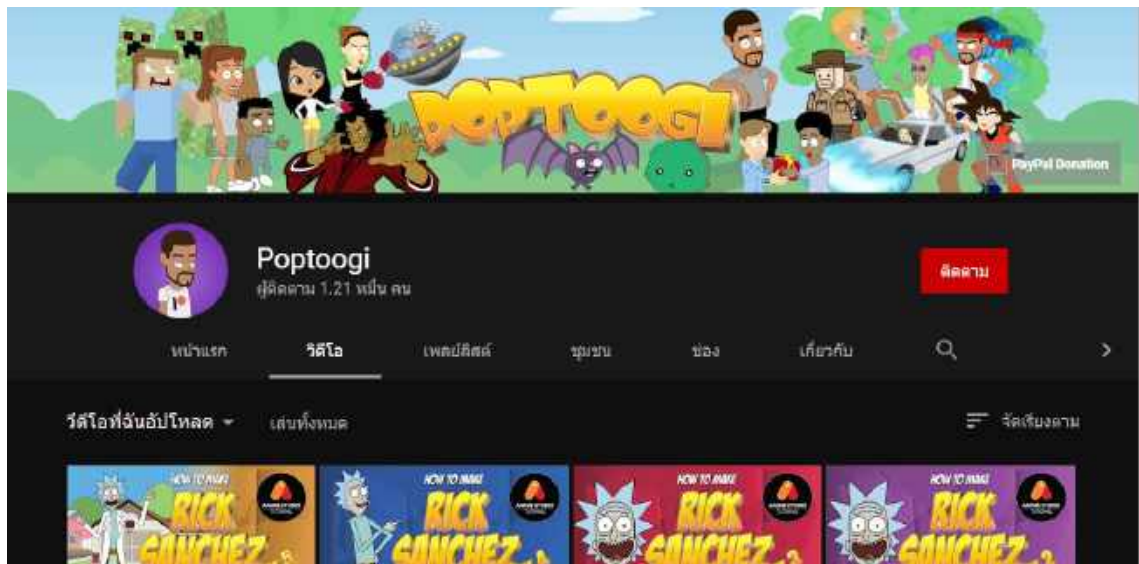 POPTOOGI
PayPal Donation
Poptoogi
ผู้ติดตาม 1.21 หมื่น คน
ติดตาม
หน้าแรก วิดีโอ เพลย์ลิสต์ ชุมชน ช่อง เกี่ยวกับ
วิดีโอที่ฉันอัปโหลด เล่นทั้งหมด จัดเรียงตาม
HOW TO MAKE HOW TO MAKE HOW TO MAKE HOW TO MAKE
RICK RICK RICK RICK
SANCHEZ SANCHEZ SANCHEZ SANCHEZ